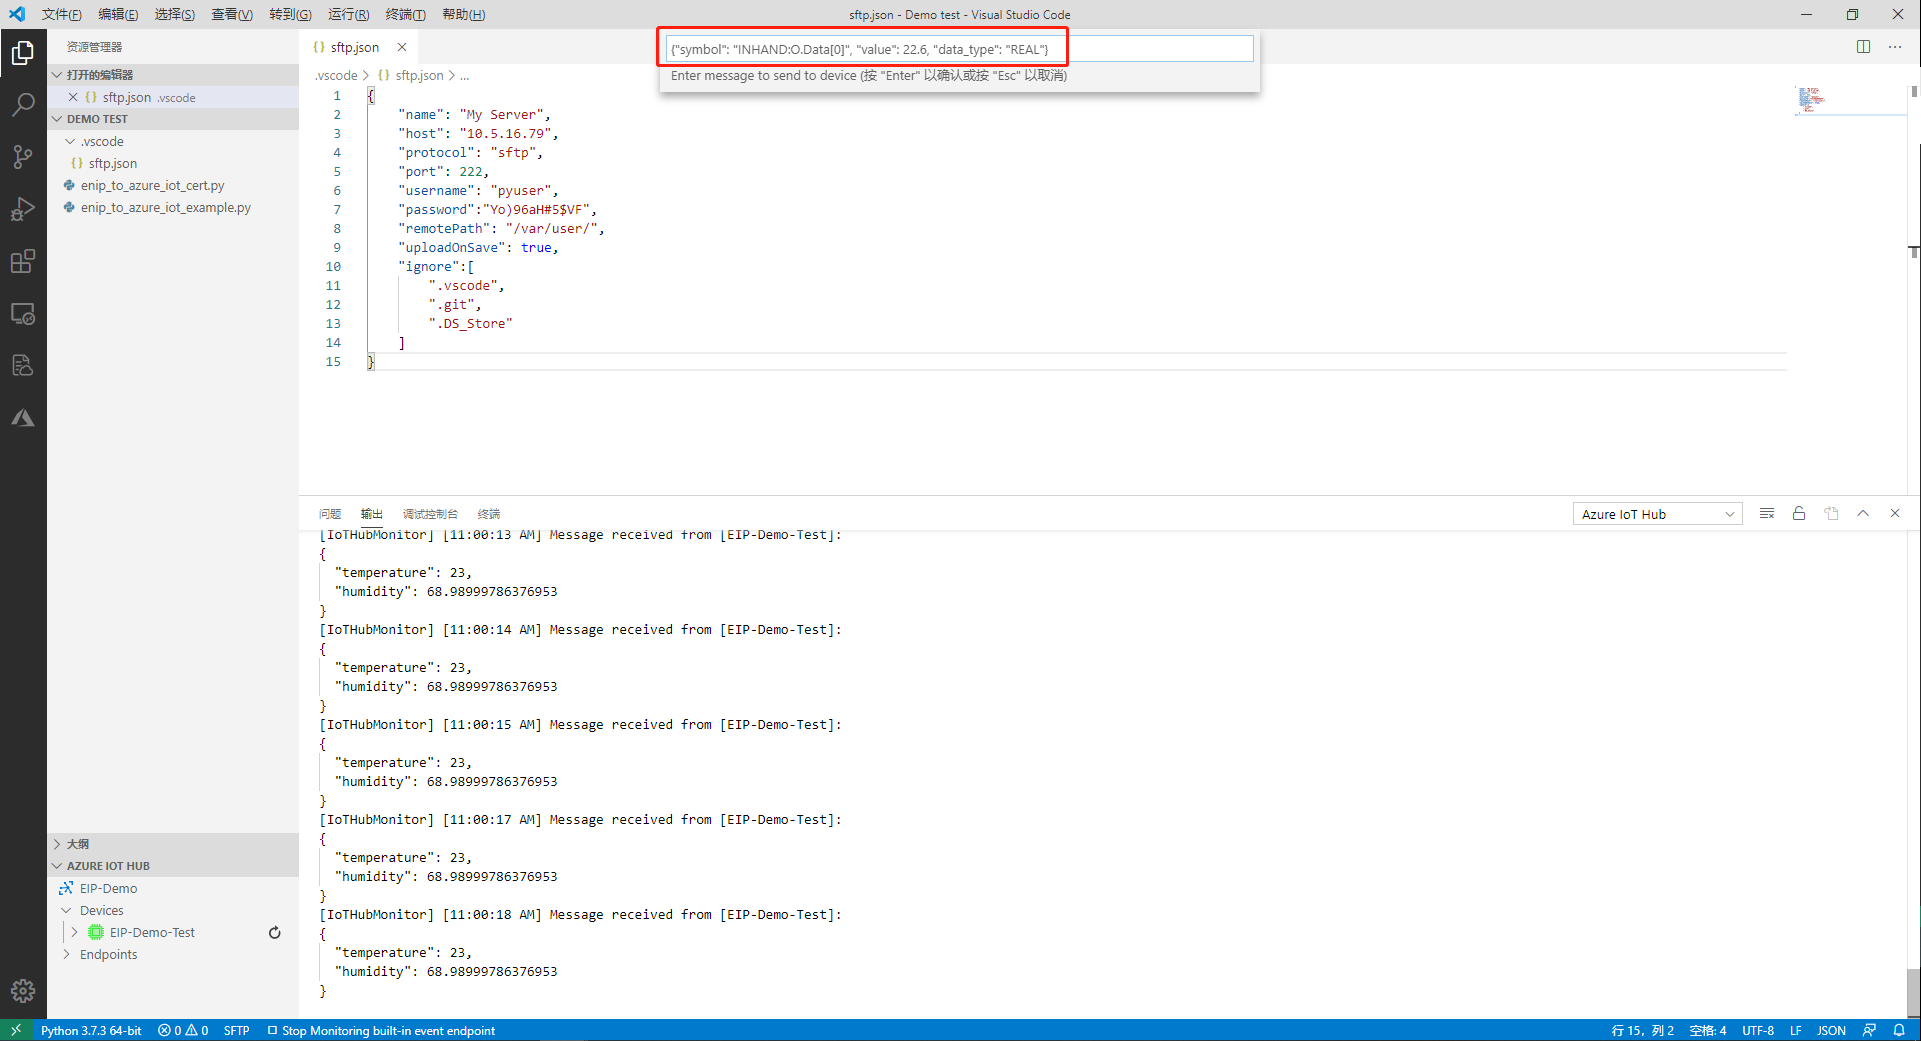 文件(F) 编辑(E) 选择(S) 查看(V) 转到(G) 运行(R) 终端(T) 帮助(H)
sftp.json - Demo test - Visual Studio Code
资源管理器
打开的编辑器
sftp.json .vscode
DEMO TEST
.vscode
sftp.json
enip_to_azure_iot_cert.py
enip_to_azure_iot_example.py
sftp.json
{"symbol": "INHAND:O.Data[0]", "value": 22.6, "data_type": "REAL"}
Enter message to send to device (按 "Enter" 以确认或按 "Esc" 以取消)
.vscode > {} sftp.json > ...
1 {
2 "name": "My Server",
3 "host": "10.5.16.79",
4 "protocol": "sftp",
5 "port": 222,
6 "username": "pyuser",
7 "password":"Yo)96aH#5$VF",
8 "remotePath": "/var/user/",
9 "uploadOnSave": true,
10 "ignore":[
11 ".vscode",
12 ".git",
13 ".DS_Store"
14 ]
15 }
问题 输出 调试控制台 终端
Azure IoT Hub
[IoTHubMonitor] [11:00:13 AM] Message received from [EIP-Demo-Test]:
{
"temperature": 23,
"humidity": 68.98999786376953
}
[IoTHubMonitor] [11:00:14 AM] Message received from [EIP-Demo-Test]:
{
"temperature": 23,
"humidity": 68.98999786376953
}
[IoTHubMonitor] [11:00:15 AM] Message received from [EIP-Demo-Test]:
{
"temperature": 23,
"humidity": 68.98999786376953
}
[IoTHubMonitor] [11:00:17 AM] Message received from [EIP-Demo-Test]:
{
"temperature": 23,
"humidity": 68.98999786376953
}
[IoTHubMonitor] [11:00:18 AM] Message received from [EIP-Demo-Test]:
{
"temperature": 23,
"humidity": 68.98999786376953
}
大纲
AZURE IOT HUB
EIP-Demo
Devices
EIP-Demo-Test
Endpoints
Python 3.7.3 64-bit 0 0 SFTP Stop Monitoring built-in event endpoint
行 15, 列 2 空格: 4 UTF-8 LF JSON